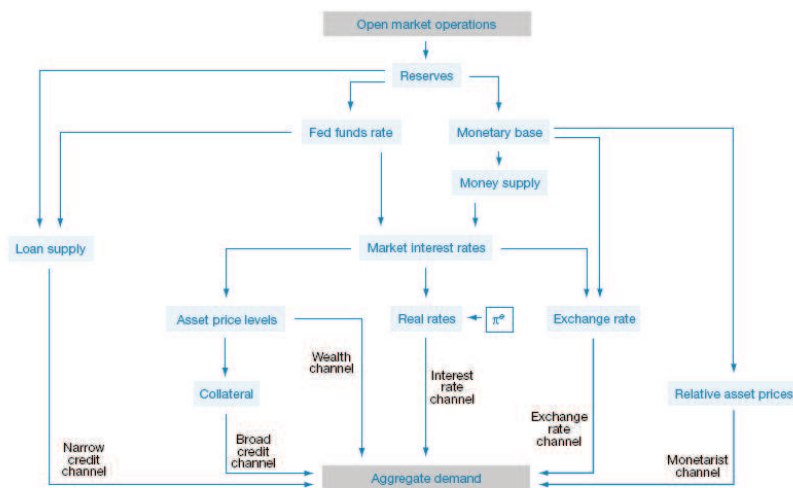 Open market operations
Reserves
Fed funds rate
Monetary base
Money supply
Loan supply
Market interest rates
Asset price levels
Real rates
πᵉ
Exchange rate
Wealth
channel
Interest
rate
channel
Collateral
Relative asset prices
Exchange
rate
channel
Broad
credit
channel
Narrow
credit
channel
Monetarist
channel
Aggregate demand